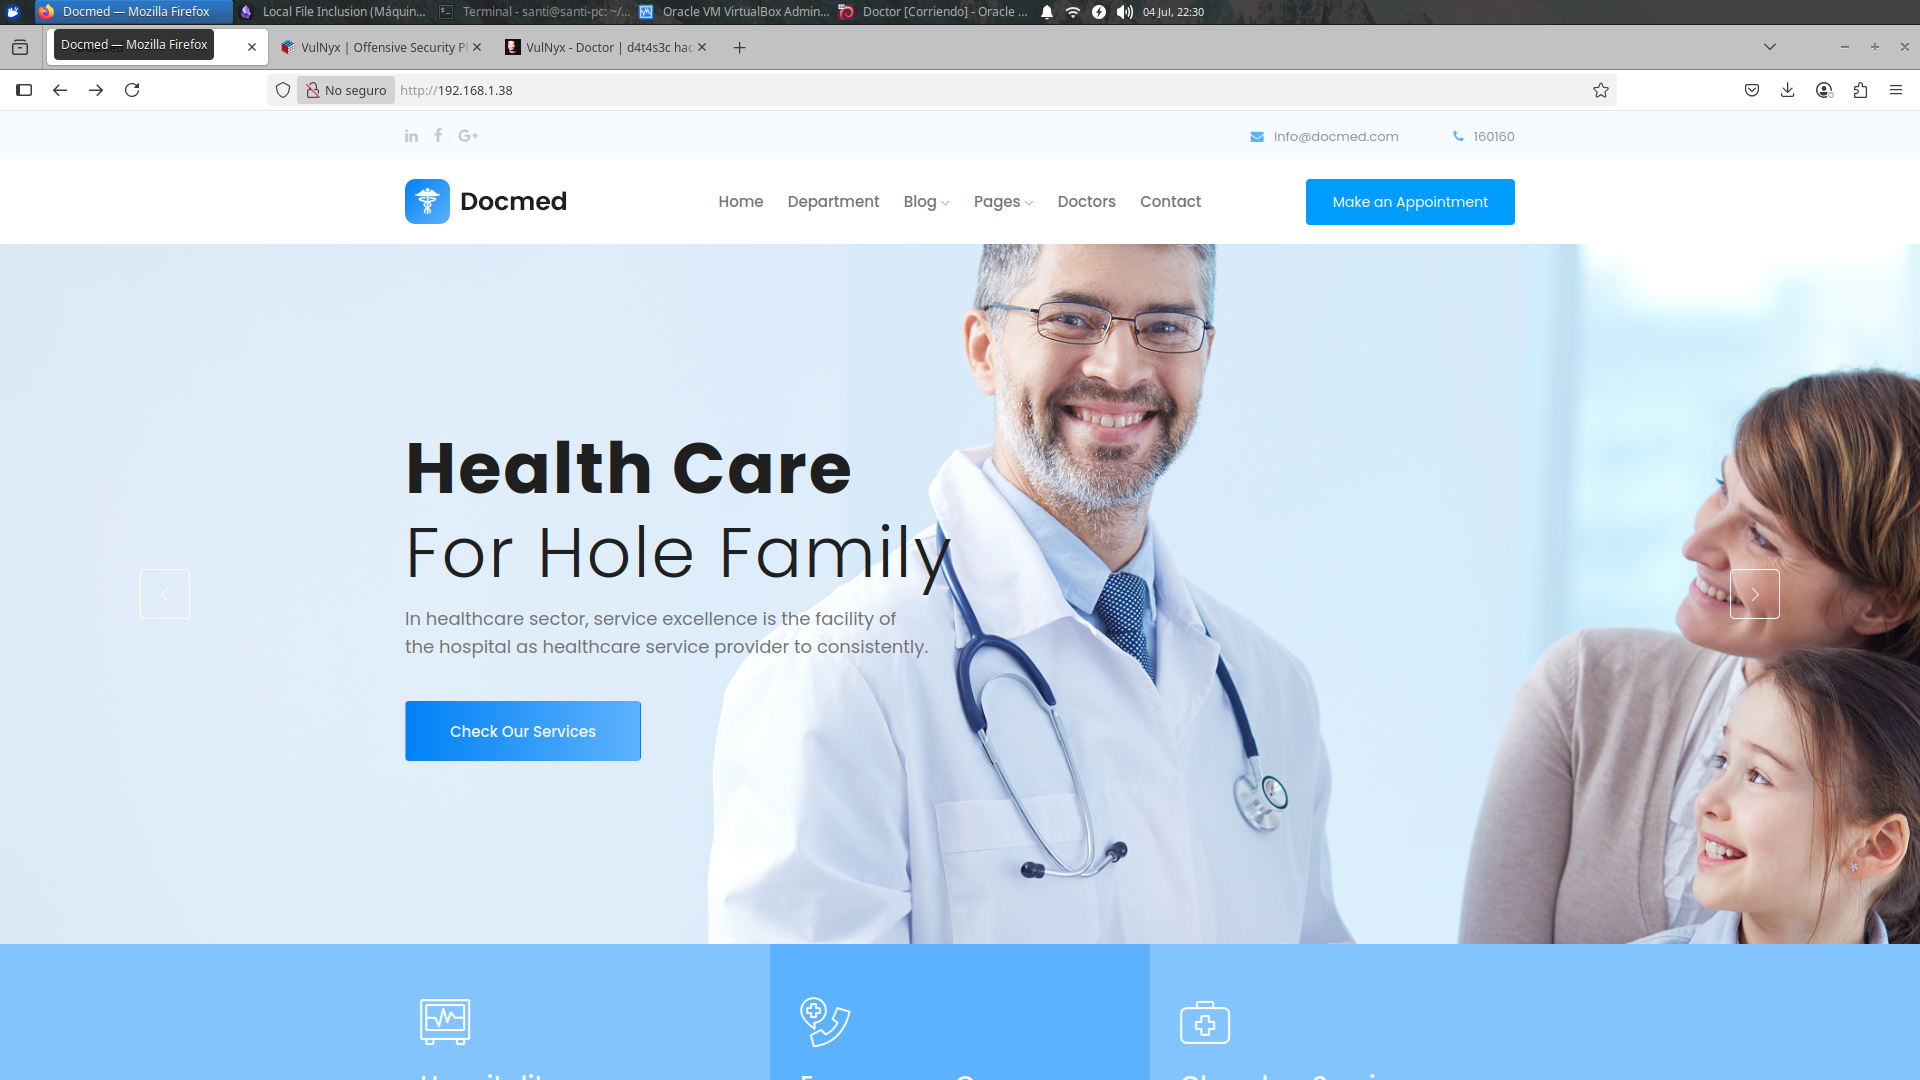 Docmed — Mozilla Firefox
Local File Inclusion (Máquin...
Terminal - santi@santi-pc: ~/...
Oracle VM VirtualBox Admin...
Doctor [Corriendo] - Oracle ...
04 Jul, 22:30
Docmed — Mozilla Firefox
VulNyx | Offensive Security Pl
VulNyx - Doctor | d4t4s3c hac
No seguro
http://192.168.1.38
info@docmed.com
160160
Docmed
Home
Department
Blog
Pages
Doctors
Contact
Make an Appointment
Health Care
For Hole Family
In healthcare sector, service excellence is the facility of
the hospital as healthcare service provider to consistently.
Check Our Services